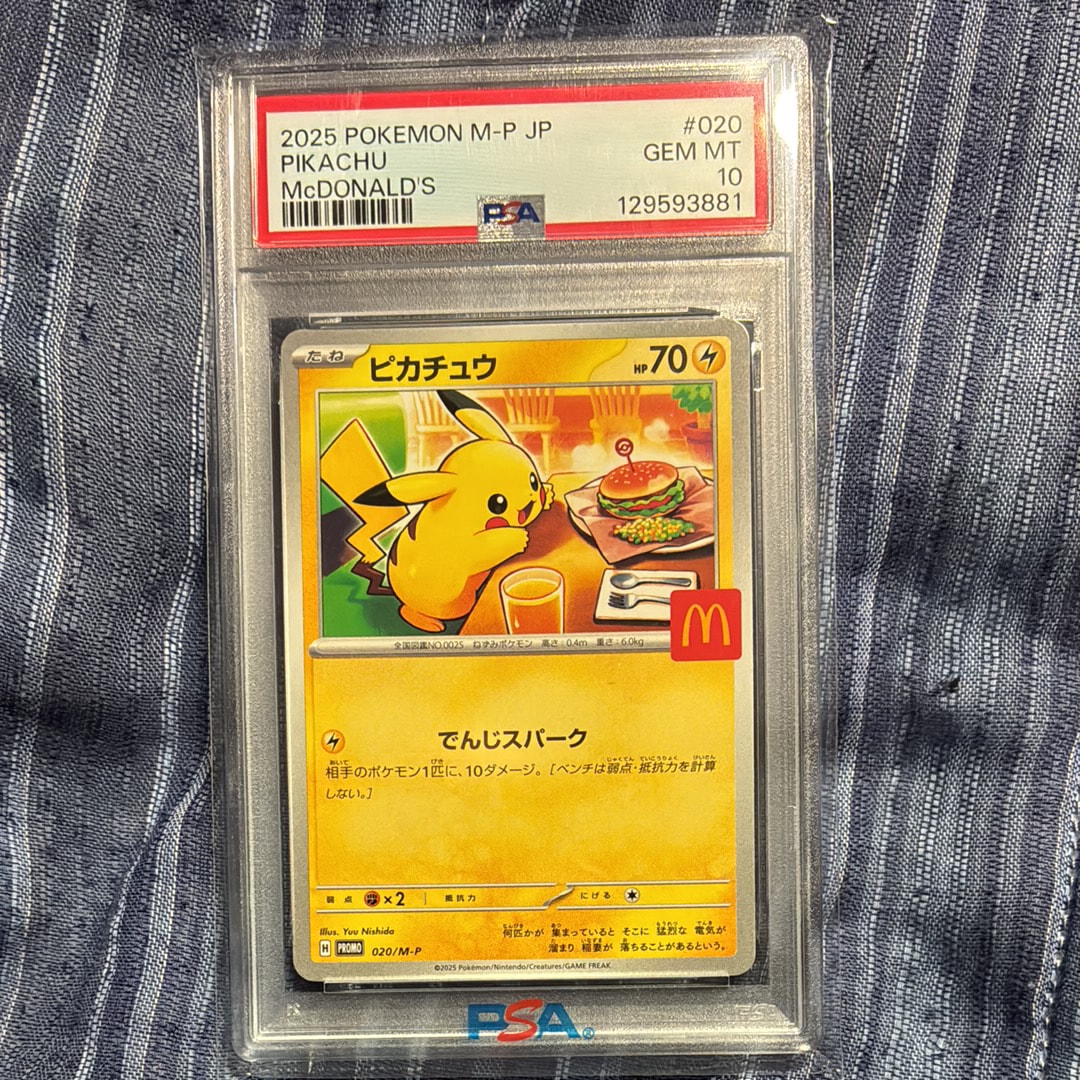 2025 POKEMON M-P JP #020
PIKACHU GEM MT
McDONALD'S 10
PSA 129593881
たね ピカチュウ HP70
全国図鑑NO.0025 ねずみポケモン 高さ：0.4m 重さ：6.0kg
でんじスパーク
相手のポケモン1匹に、10ダメージ。［ベンチは弱点・抵抗力を計算
しない。］
弱点 ×2 抵抗力 にげる
Illus. Yuu Nishida
何匹かが 集まっていると そこに 猛烈な 電気が
溜まり 稲妻が 落ちることがあるという。
H PROMO 020/M-P
©2025 Pokémon/Nintendo/Creatures/GAME FREAK.
PSA®